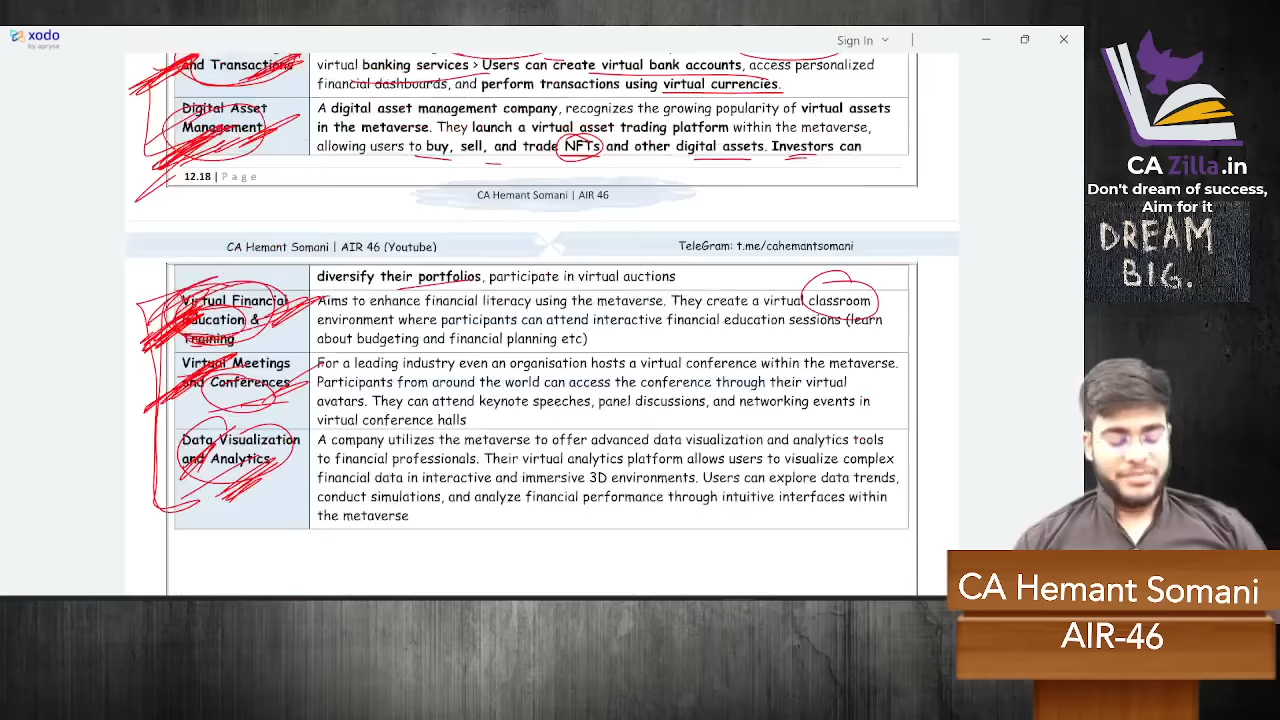 xodo
by apryse
Sign In
and Transactions
virtual banking services > Users can create virtual bank accounts, access personalized
financial dashboards, and perform transactions using virtual currencies.
Digital Asset
Management
A digital asset management company, recognizes the growing popularity of virtual assets
in the metaverse. They launch a virtual asset trading platform within the metaverse,
allowing users to buy, sell, and trade NFTs and other digital assets. Investors can
12.18 | Page
CA Hemant Somani | AIR 46
CA Hemant Somani | AIR 46 (Youtube)
TeleGram: t.me/cahemantsomani
diversify their portfolios, participate in virtual auctions
Virtual Financial
Education &
Training
Aims to enhance financial literacy using the metaverse. They create a virtual classroom
environment where participants can attend interactive financial education sessions (learn
about budgeting and financial planning etc)
Virtual Meetings
and Conferences
For a leading industry even an organisation hosts a virtual conference within the metaverse.
Participants from around the world can access the conference through their virtual
avatars. They can attend keynote speeches, panel discussions, and networking events in
virtual conference halls
Data Visualization
and Analytics
A company utilizes the metaverse to offer advanced data visualization and analytics tools
to financial professionals. Their virtual analytics platform allows users to visualize complex
financial data in interactive and immersive 3D environments. Users can explore data trends,
conduct simulations, and analyze financial performance through intuitive interfaces within
the metaverse
CA Zilla.in
Don't dream of success,
Aim for it
DREAM
BIG.
CA Hemant Somani
AIR-46